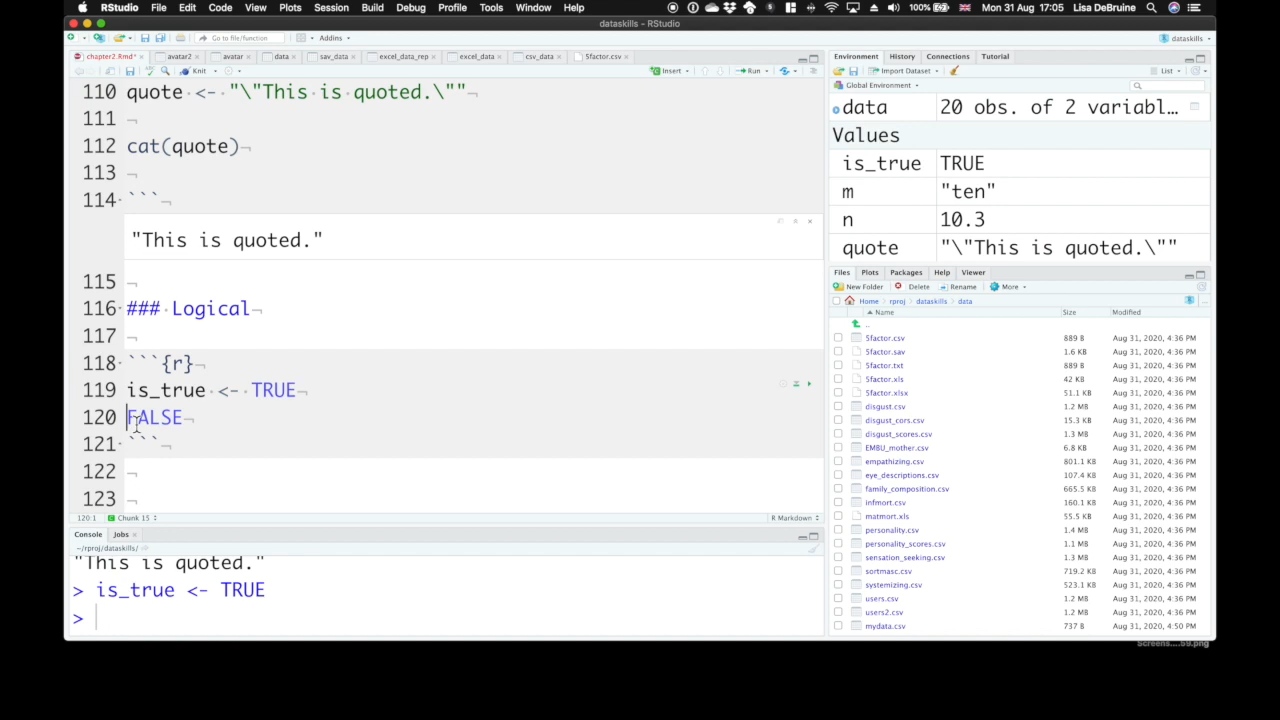 RStudio File Edit Code View Plots Session Build Debug Profile Tools Window Help 100% Mon 31 Aug 17:05 Lisa DeBruine
dataskills — RStudio
Go to file/function Addins dataskills
chapter2.Rmd* avatar2 avatar data sav_data excel_data_rep excel_data csv_data 5factor.csv
Knit Insert Run
110 quote <- "\"This is quoted.\""
111
112 cat(quote)
113
114 ```
"This is quoted."
115
116 ### Logical
117
118 ```{r}
119 is_true <- TRUE
120 FALSE
121 ```
122
123
120:1 Chunk 15 R Markdown
Console Jobs
~/rproj/dataskills/
"This is quoted."
> is_true <- TRUE
>
Environment History Connections Tutorial
Import Dataset List
Global Environment
data 20 obs. of 2 variabl…
Values
is_true TRUE
m "ten"
n 10.3
quote "\"This is quoted.\""
Files Plots Packages Help Viewer
New Folder Delete Rename More
Home rproj dataskills data
Name Size Modified
..
5factor.csv 889 B Aug 31, 2020, 4:36 PM
5factor.sav 1.6 KB Aug 31, 2020, 4:36 PM
5factor.txt 889 B Aug 31, 2020, 4:36 PM
5factor.xls 42 KB Aug 31, 2020, 4:36 PM
5factor.xlsx 51.1 KB Aug 31, 2020, 4:36 PM
disgust.csv 1.2 MB Aug 31, 2020, 4:36 PM
disgust_cors.csv 15.3 KB Aug 31, 2020, 4:36 PM
disgust_scores.csv 1.3 MB Aug 31, 2020, 4:36 PM
EMBU_mother.csv 6.8 KB Aug 31, 2020, 4:36 PM
empathizing.csv 801.1 KB Aug 31, 2020, 4:36 PM
eye_descriptions.csv 107.4 KB Aug 31, 2020, 4:36 PM
family_composition.csv 665.5 KB Aug 31, 2020, 4:36 PM
infmort.csv 160.1 KB Aug 31, 2020, 4:36 PM
matmort.xls 55.5 KB Aug 31, 2020, 4:36 PM
personality.csv 1.4 MB Aug 31, 2020, 4:36 PM
personality_scores.csv 1.1 MB Aug 31, 2020, 4:36 PM
sensation_seeking.csv 1.3 MB Aug 31, 2020, 4:36 PM
sortmasc.csv 719.2 KB Aug 31, 2020, 4:36 PM
systemizing.csv 523.1 KB Aug 31, 2020, 4:36 PM
users.csv 1.2 MB Aug 31, 2020, 4:36 PM
users2.csv 1.2 MB Aug 31, 2020, 4:36 PM
mydata.csv 737 B Aug 31, 2020, 4:50 PM
Screens....59.png